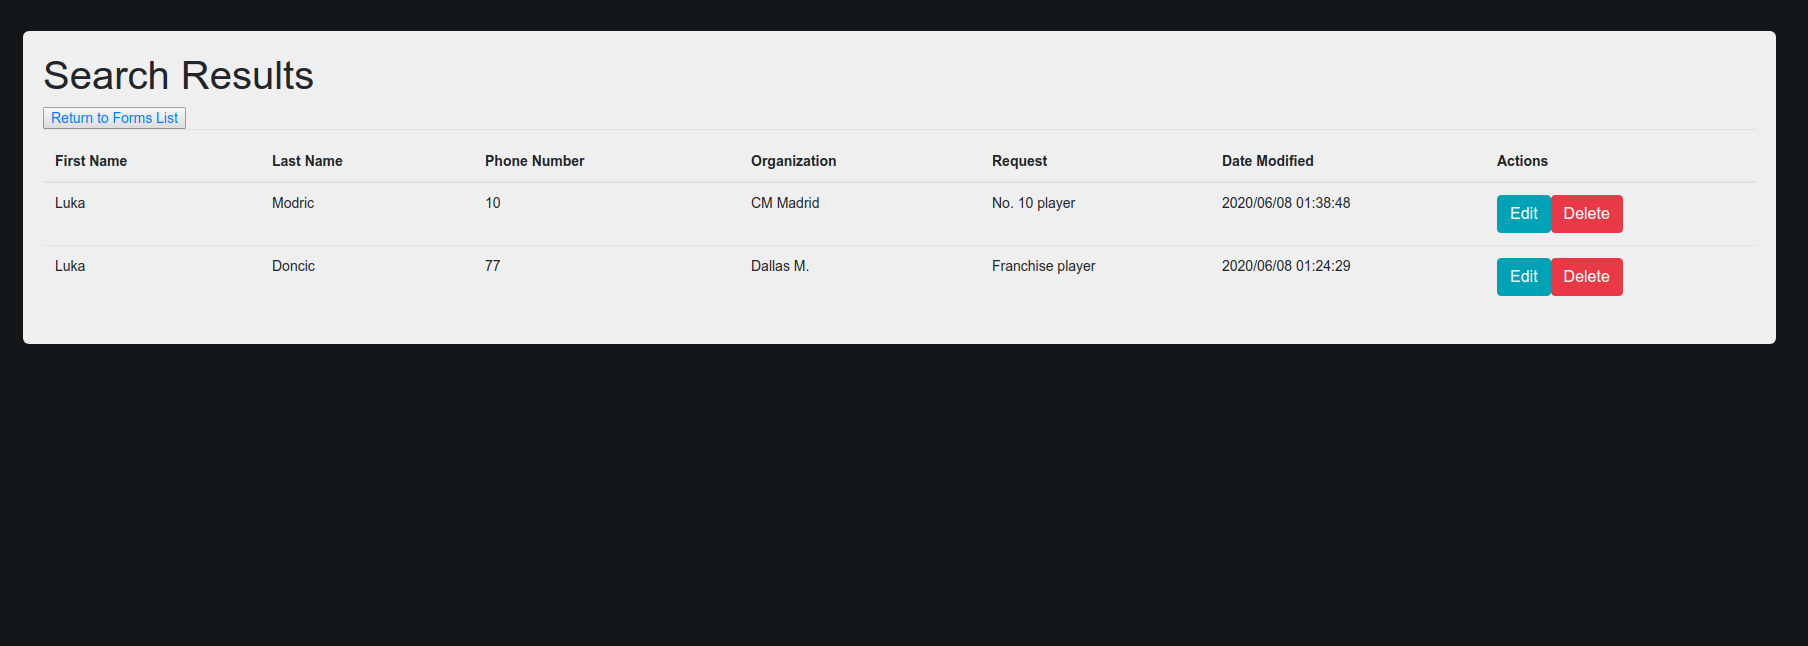 Search Results
Return to Forms List
First Name Last Name Phone Number Organization Request Date Modified Actions
Luka Modric 10 CM Madrid No. 10 player 2020/06/08 01:38:48 Edit Delete
Luka Doncic 77 Dallas M. Franchise player 2020/06/08 01:24:29 Edit Delete